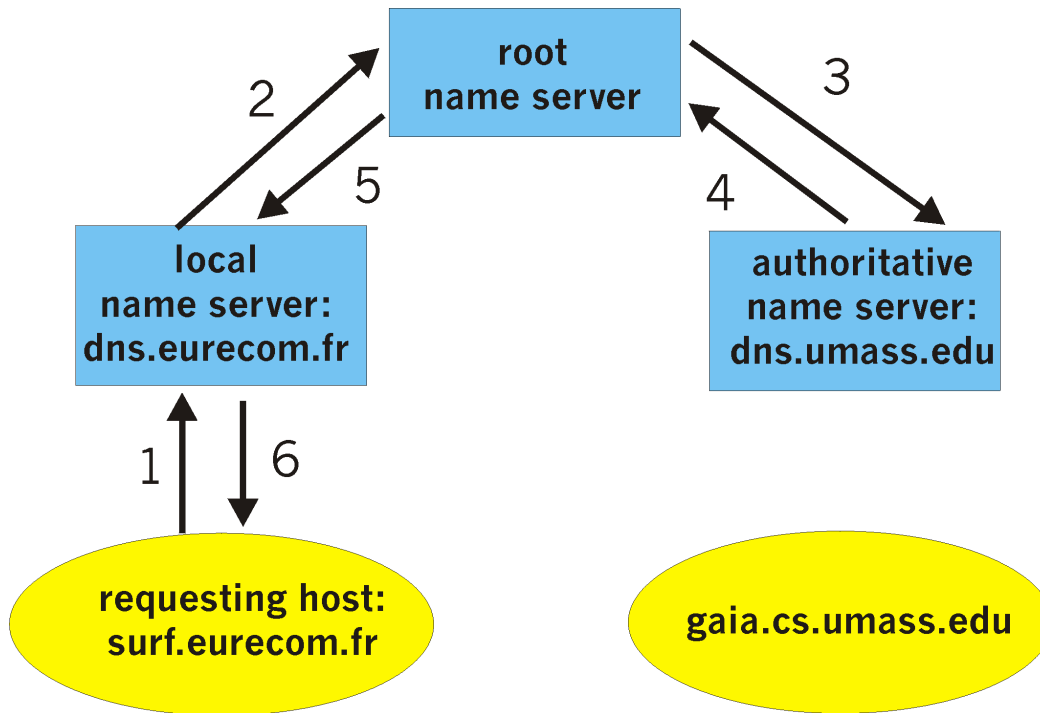 root
name server
2
3
5
4
local
name server:
dns.eurecom.fr
authoritative
name server:
dns.umass.edu
1
6
requesting host:
surf.eurecom.fr
gaia.cs.umass.edu